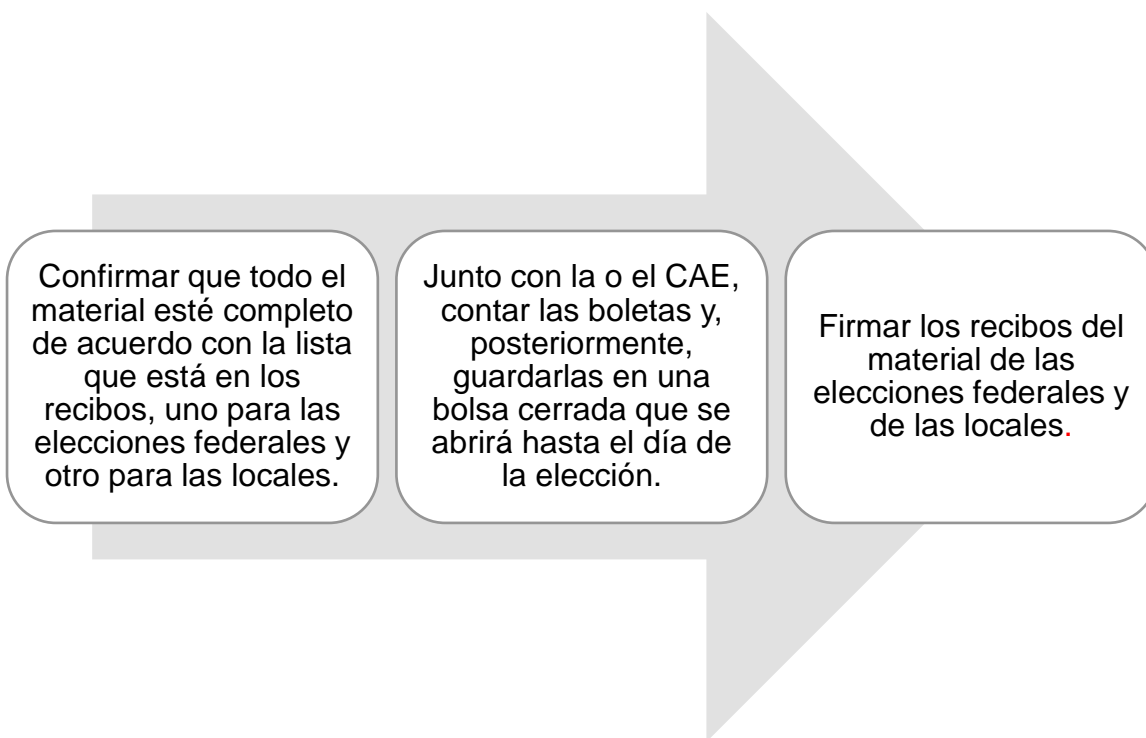 Confirmar que todo el
material esté completo
de acuerdo con la lista
que está en los
recibos, uno para las
elecciones federales y
otro para las locales.
Junto con la o el CAE,
contar las boletas y,
posteriormente,
guardarlas en una
bolsa cerrada que se
abrirá hasta el día de
la elección.
Firmar los recibos del
material de las
elecciones federales y
de las locales.